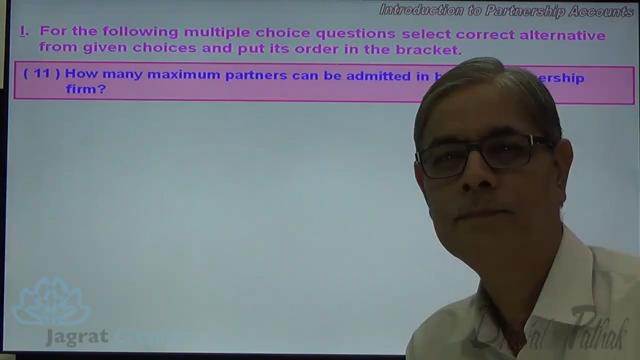 Introduction to Partnership Accounts
I. For the following multiple choice questions select correct alternative
from given choices and put its order in the bracket.
( 11 ) How many maximum partners can be admitted in
firm?
Jagrat
Pathak